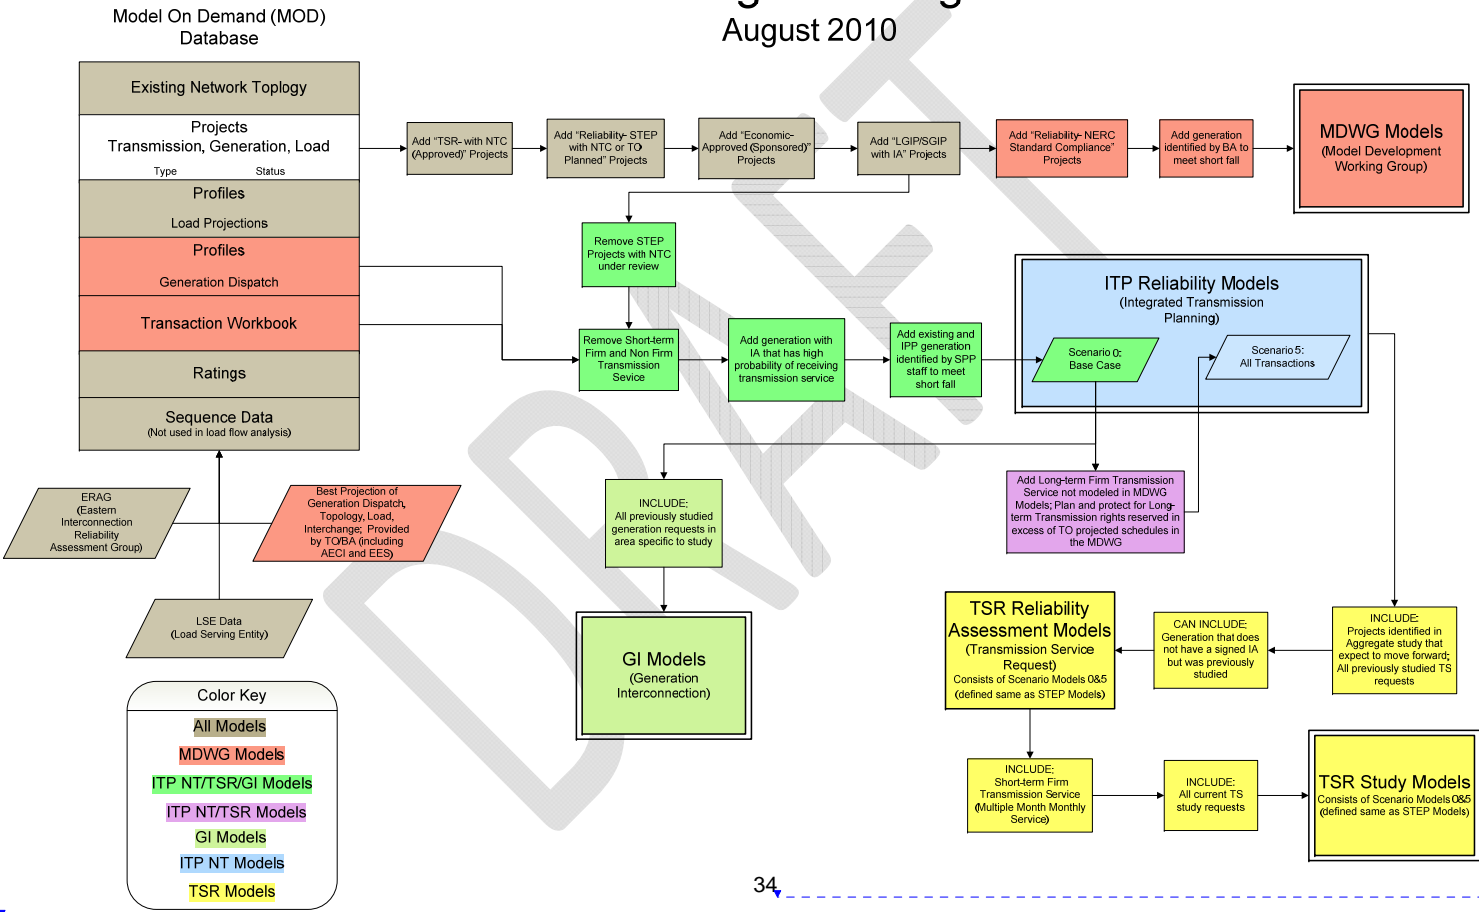 August 2010
Model On Demand (MOD)
Database
Existing Network Toplogy
Projects
Transmission, Generation, Load
Type Status
Profiles
Load Projections
Profiles
Generation Dispatch
Transaction Workbook
Ratings
Sequence Data
(Not used in load flow analysis)
Add “TSR- with NTC
(Approved)” Projects
Add “Reliability- STEP
with NTC or TO
Planned” Projects
Add “Economic-
Approved (Sponsored)”
Projects
Add “LGIP/SGIP
with IA” Projects
Add “Reliability- NERC
Standard Compliance”
Projects
Add generation
identified by BA to
meet short fall
MDWG Models
(Model Development
Working Group)
Remove STEP
Projects with NTC
under review
Remove Short-term
Firm and Non Firm
Transmission
Service
Add generation with
IA that has high
probability of receiving
transmission service
Add existing and
IPP generation
identified by SPP
staff to meet
short fall
ITP Reliability Models
(Integrated Transmission
Planning)
Scenario 0:
Base Case
Scenario 5:
All Transactions
ERAG
(Eastern
Interconnection
Reliability
Assessment Group)
Best Projection of
Generation Dispatch,
Topology, Load,
Interchange; Provided
by TO/BA (including
AECI and EES)
LSE Data
(Load Serving Entity)
INCLUDE:
All previously studied
generation requests in
area specific to study
GI Models
(Generation
Interconnection)
Add Long-term Firm Transmission
Service not modeled in MDWG
Models; Plan and protect for Long-
term Transmission rights reserved in
excess of TO projected schedules in
the MDWG
TSR Reliability
Assessment Models
(Transmission Service
Request)
Consists of Scenario Models 0&5
(defined same as STEP Models)
CAN INCLUDE:
Generation that does
not have a signed IA
but was previously
studied
INCLUDE:
Projects identified in
Aggregate study that
expect to move forward;
All previously studied TS
requests
INCLUDE:
Short-term Firm
Transmission Service
(Multiple Month Monthly
Service)
INCLUDE:
All current TS
study requests
TSR Study Models
Consists of Scenario Models 0&5
(defined same as STEP Models)
Color Key
All Models
MDWG Models
ITP NT/TSR/GI Models
ITP NT/TSR Models
GI Models
ITP NT Models
TSR Models
DRAFT
34